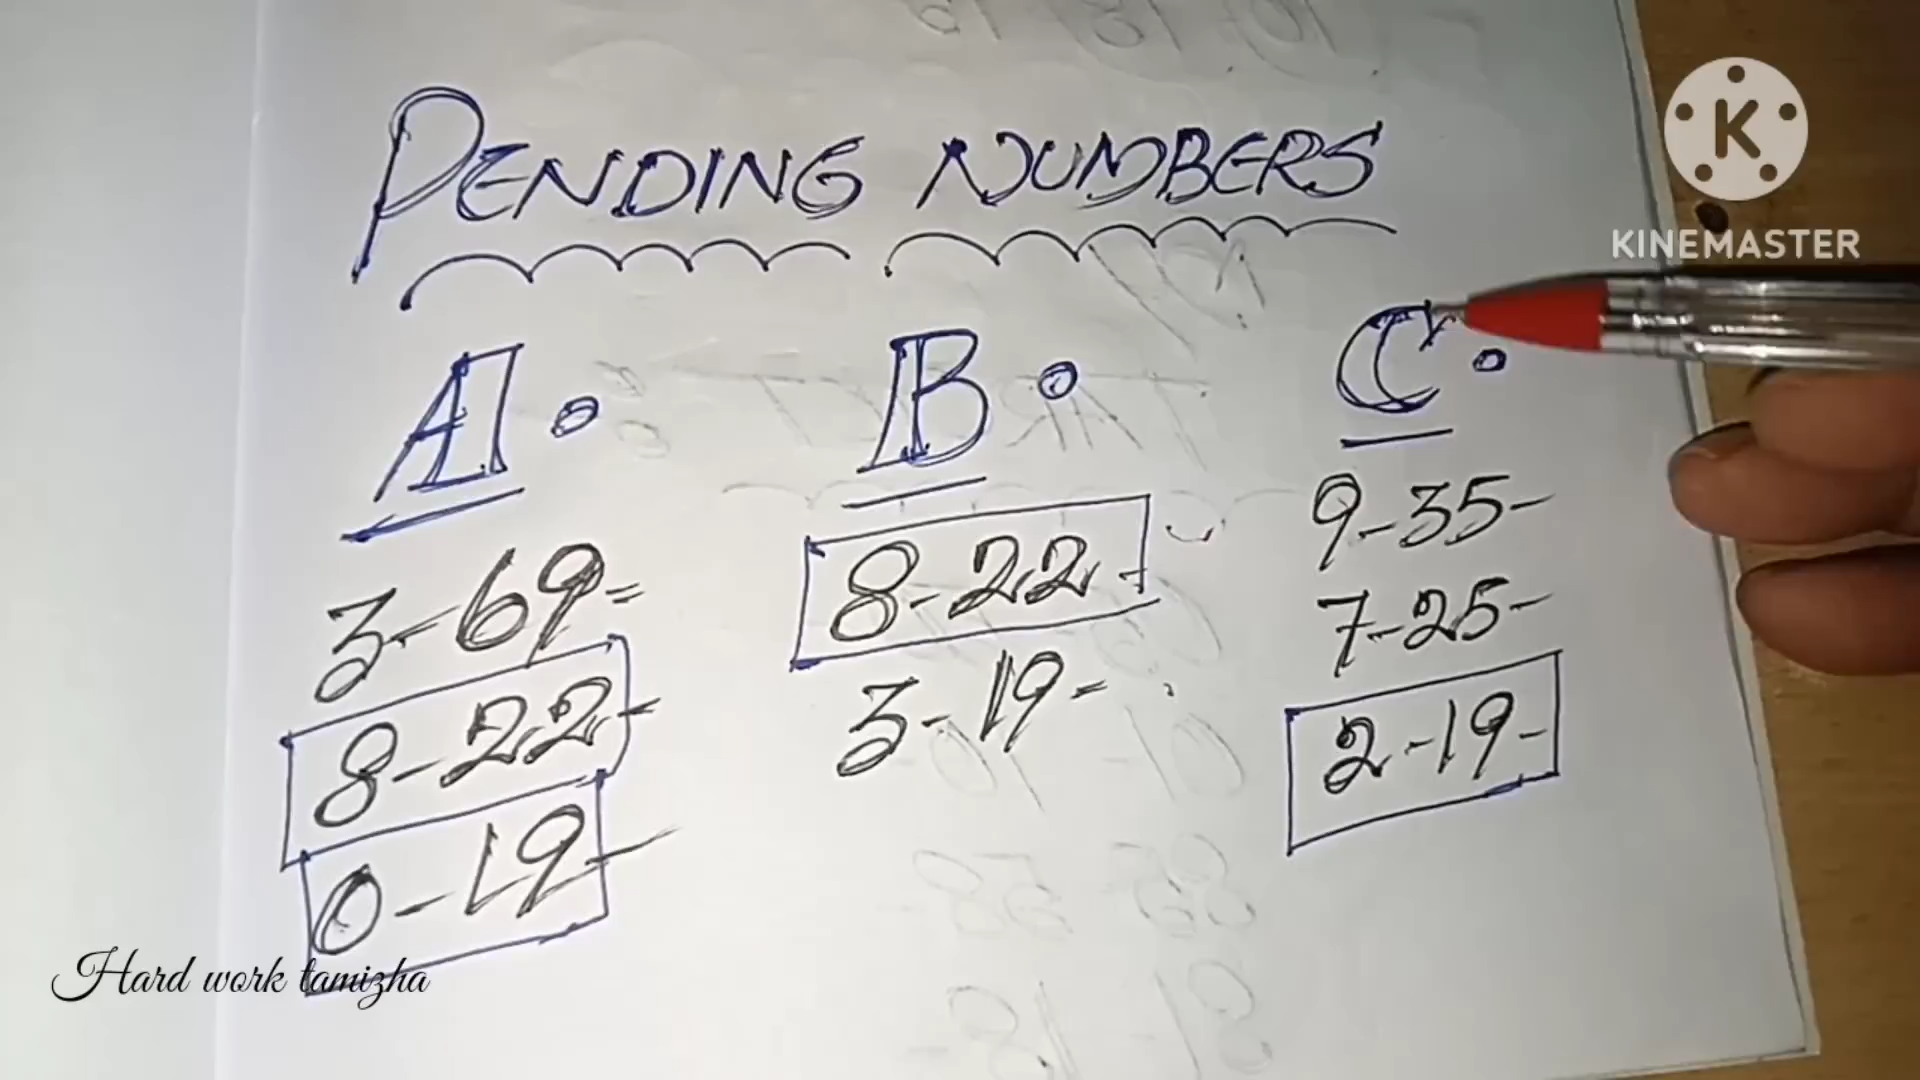 PENDING NUMBERS
K
KINEMASTER
A.
3-69=
8-22-
0-19-
B.
8-22-
3-19-
C.
9-35-
7-25-
2-19-
Hard work tamizha